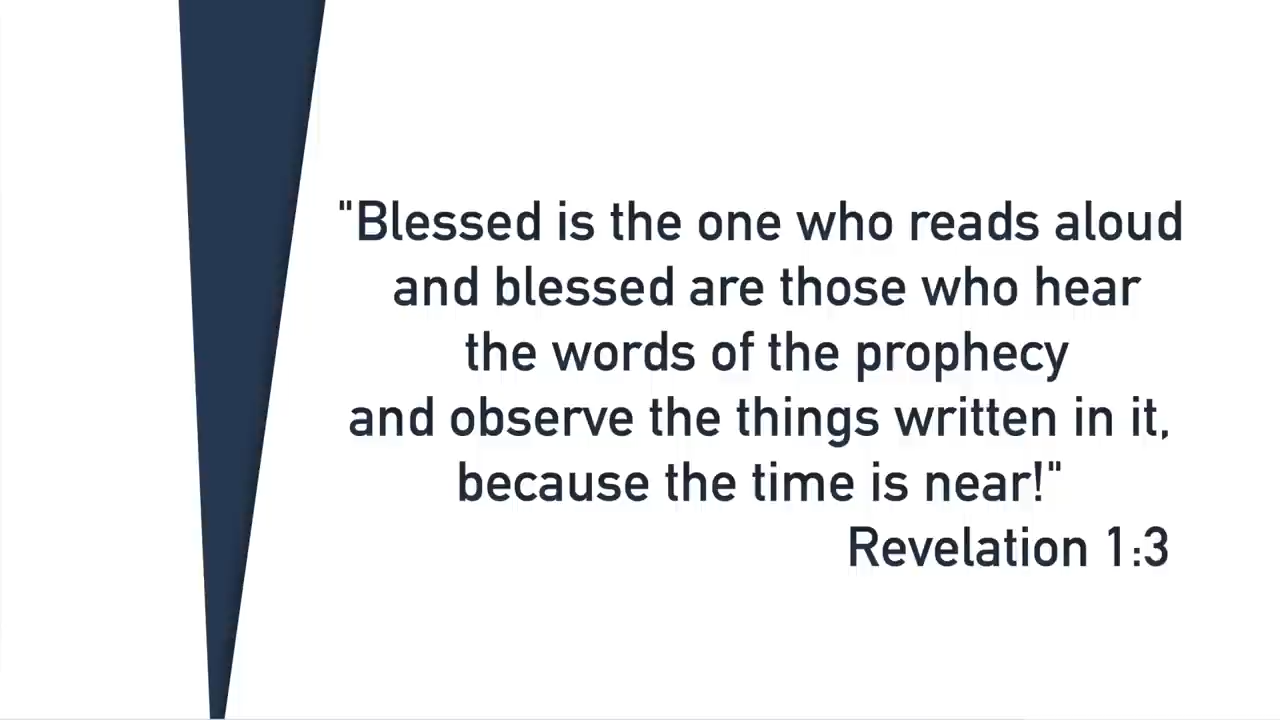 "Blessed is the one who reads aloud
and blessed are those who hear
the words of the prophecy
and observe the things written in it,
because the time is near!"
Revelation 1:3